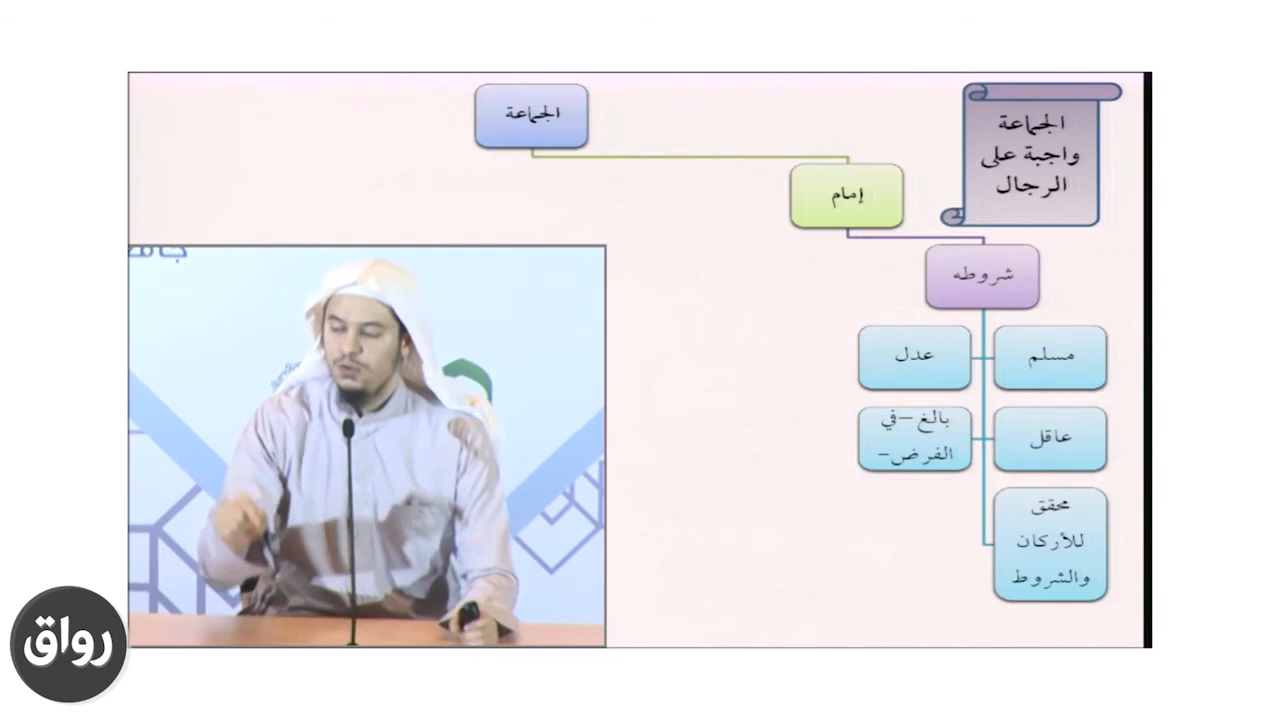 الجماعة
واجبة على
الرجال
الجماعة
إمام
شروطه
مسلم
عدل
عاقل
بالغ –في
الفرض–
محقق
للأركان
والشروط
رواق